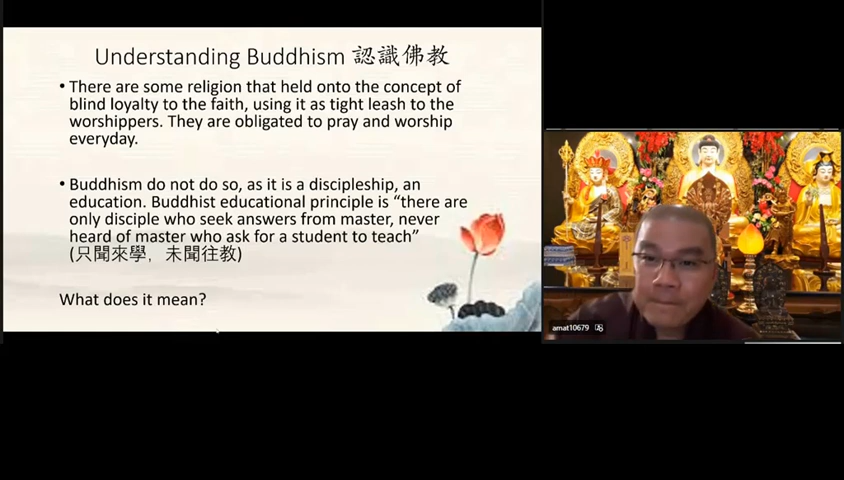 Understanding Buddhism 認識佛教
• There are some religion that held onto the concept of
blind loyalty to the faith, using it as tight leash to the
worshippers. They are obligated to pray and worship
everyday.
• Buddhism do not do so, as it is a discipleship, an
education. Buddhist educational principle is “there are
only disciple who seek answers from master, never
heard of master who ask for a student to teach”
(只聞來學，未聞往教)
What does it mean?
amat10679